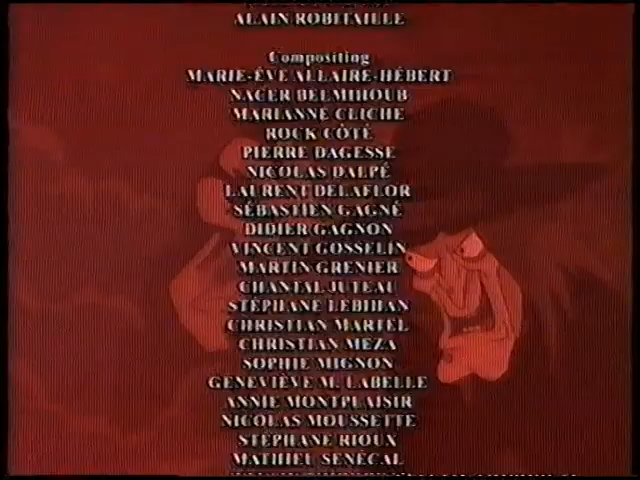 ALAIN ROBITAILLE
Compositing
MARIE-ÈVE ALLAIRE-HÉBERT
NACER BELMIHOUB
MARIANNE CLICHE
ROCK CÔTÉ
PIERRE DAGESSE
NICOLAS DALPÉ
LAURENT DELAFLOR
SÉBASTIEN GAGNÉ
DIDIER GAGNON
VINCENT GOSSELIN
MARTIN GRENIER
CHANTAL JUTEAU
STÉPHANE LEBIHAN
CHRISTIAN MARTEL
CHRISTIAN MEZA
SOPHIE MIGNON
GENEVIÈVE M. LABELLE
ANNIE MONTPLAISIR
NICOLAS MOUSSETTE
STÉPHANE RIOUX
MATHIEU SENÉCAL